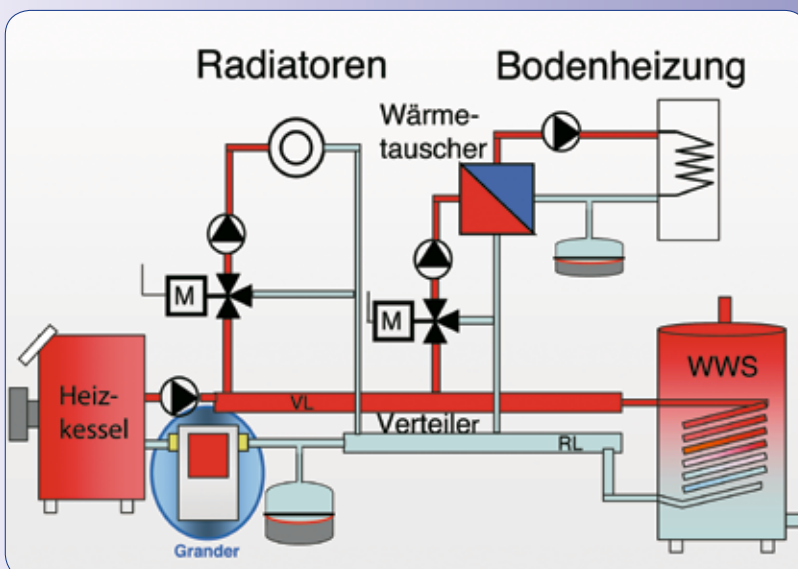 Radiatoren
Bodenheizung
Wärme-
tauscher
M
M
Heiz-
kessel
VL
Verteiler
RL
WWS
Grander